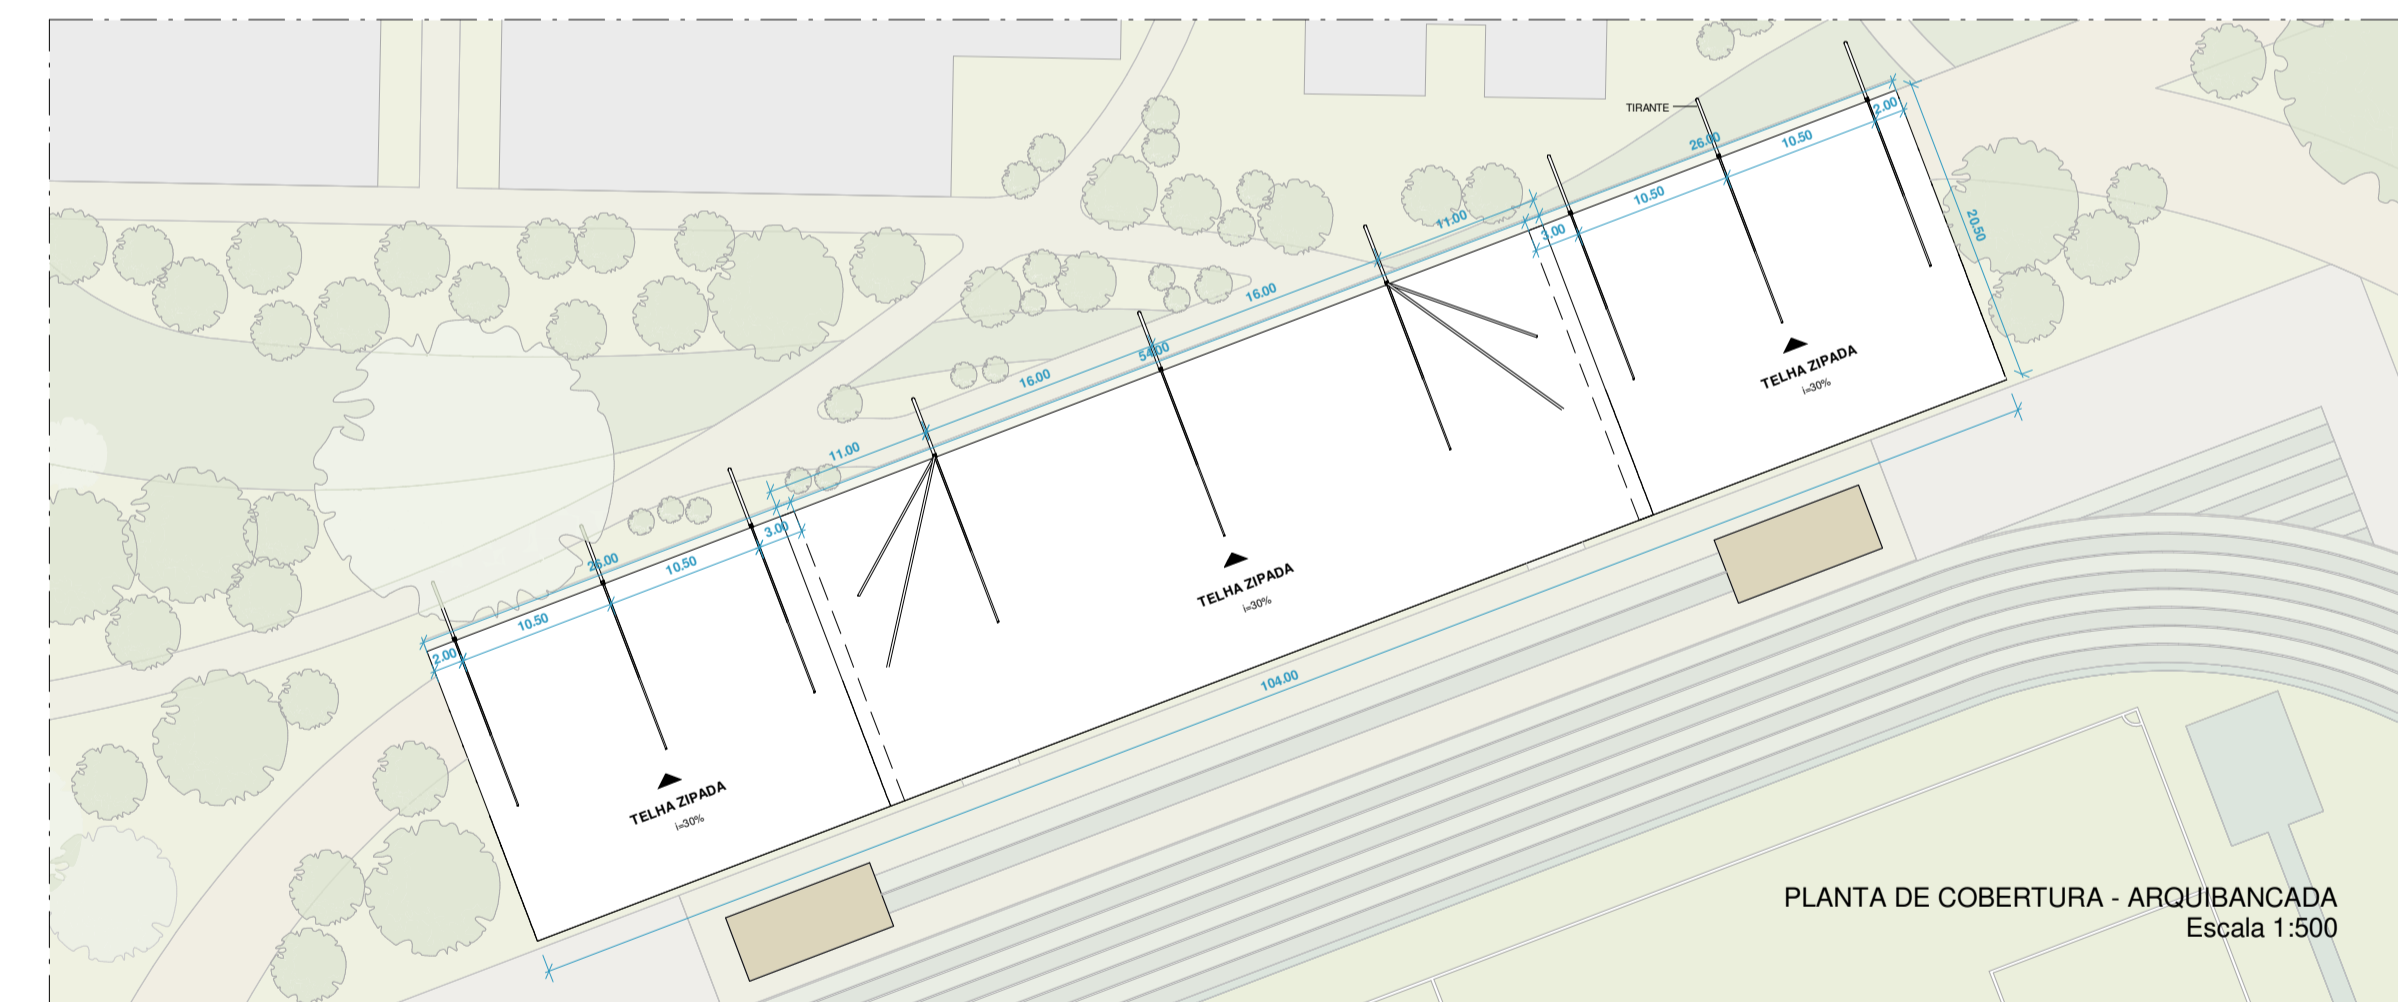 TIRANTE
2.00
26.00
10.50
10.50
20.50
11.00
3.00
16.00
54.00
16.00
TELHA ZIPADA
i=30%
11.00
3.00
26.00
10.50
TELHA ZIPADA
i=30%
10.50
2.00
104.00
TELHA ZIPADA
i=30%
PLANTA DE COBERTURA - ARQUIBANCADA
Escala 1:500